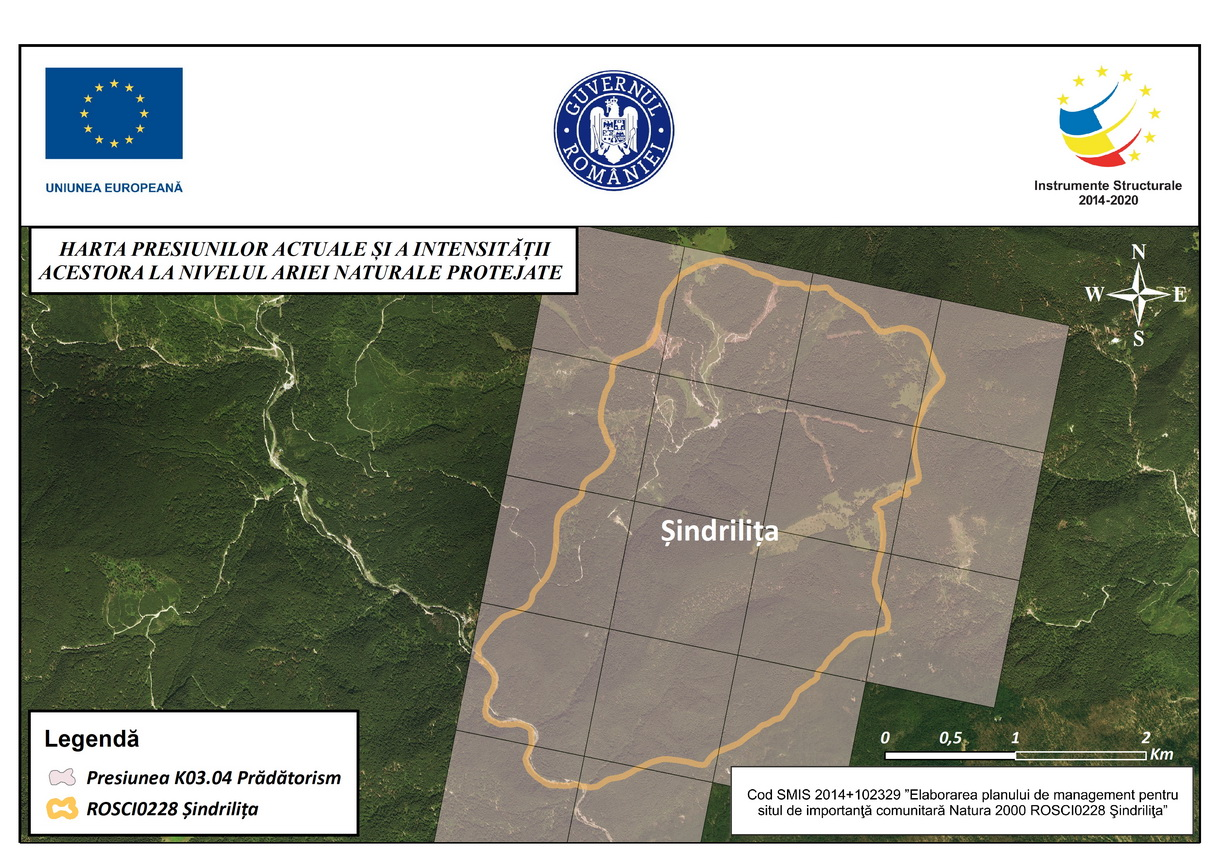 GUVERNUL
ROMÂNIEI
UNIUNEA EUROPEANĂ
Instrumente Structurale
2014-2020
HARTA PRESIUNILOR ACTUALE ȘI A INTENSITĂȚII
ACESTORA LA NIVELUL ARIEI NATURALE PROTEJATE
N
W
E
S
Șindrilița
Legendă
Presiunea K03.04 Prădătorism
ROSCI0228 Șindrilița
0 0,5 1 2
Km
Cod SMIS 2014+102329 ”Elaborarea planului de management pentru
situl de importanţă comunitară Natura 2000 ROSCI0228 Şindriliţa”